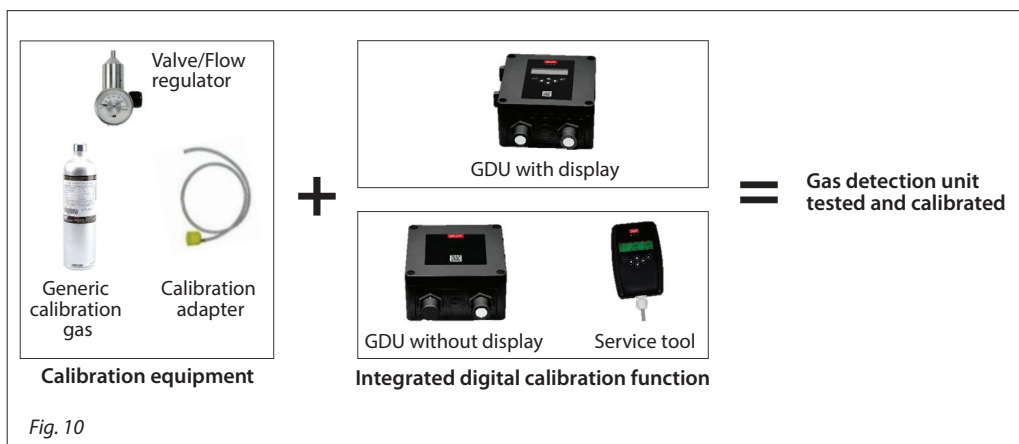 Valve/Flow
regulator
Generic
calibration
gas
Calibration
adapter
Calibration equipment
+
GDU with display
GDU without display
Service tool
Integrated digital calibration function
=
Gas detection unit
tested and calibrated
Fig. 10